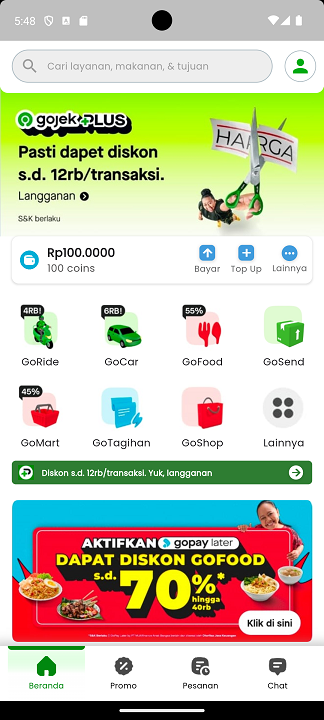 5:48
Cari layanan, makanan, & tujuan
gojek PLUS
HARGA
Pasti dapet diskon
s.d. 12rb/transaksi.
Langganan
S&K berlaku
Rp100.0000
100 coins
Bayar
Top Up
Lainnya
4RB!
6RB!
55%
GoRide
GoCar
GoFood
GoSend
45%
GoMart
GoTagihan
GoShop
Lainnya
Diskon s.d. 12rb/transaksi. Yuk, langganan
AKTIFKAN gopay later
DAPAT DISKON GOFOOD
s.d. 70%*
hingga
40rb
Klik di sini
Beranda
Promo
Pesanan
Chat